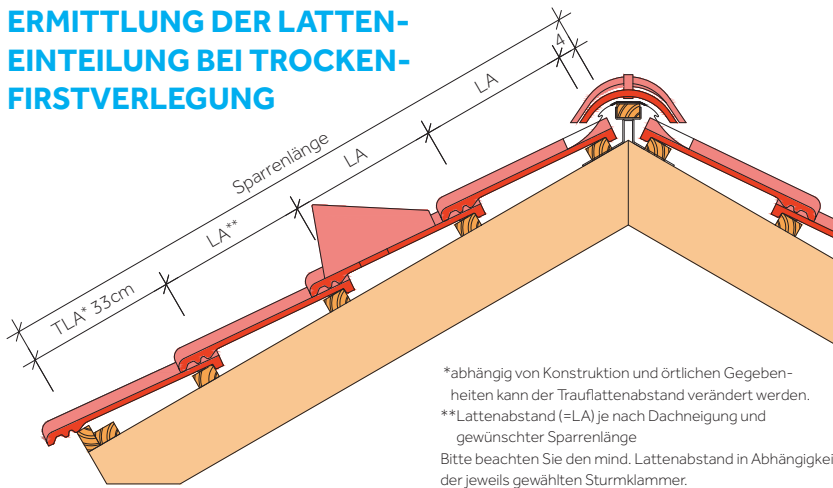 ERMITTLUNG DER LATTEN-
EINTEILUNG BEI TROCKEN-
FIRSTVERLEGUNG
4
LA
Sparrenlänge
LA
LA**
TLA* 33cm
*abhängig von Konstruktion und örtlichen Gegeben-
heiten kann der Trauflattenabstand verändert werden.
**Lattenabstand (=LA) je nach Dachneigung und
gewünschter Sparrenlänge
Bitte beachten Sie den mind. Lattenabstand in Abhängigkei
der jeweils gewählten Sturmklammer.